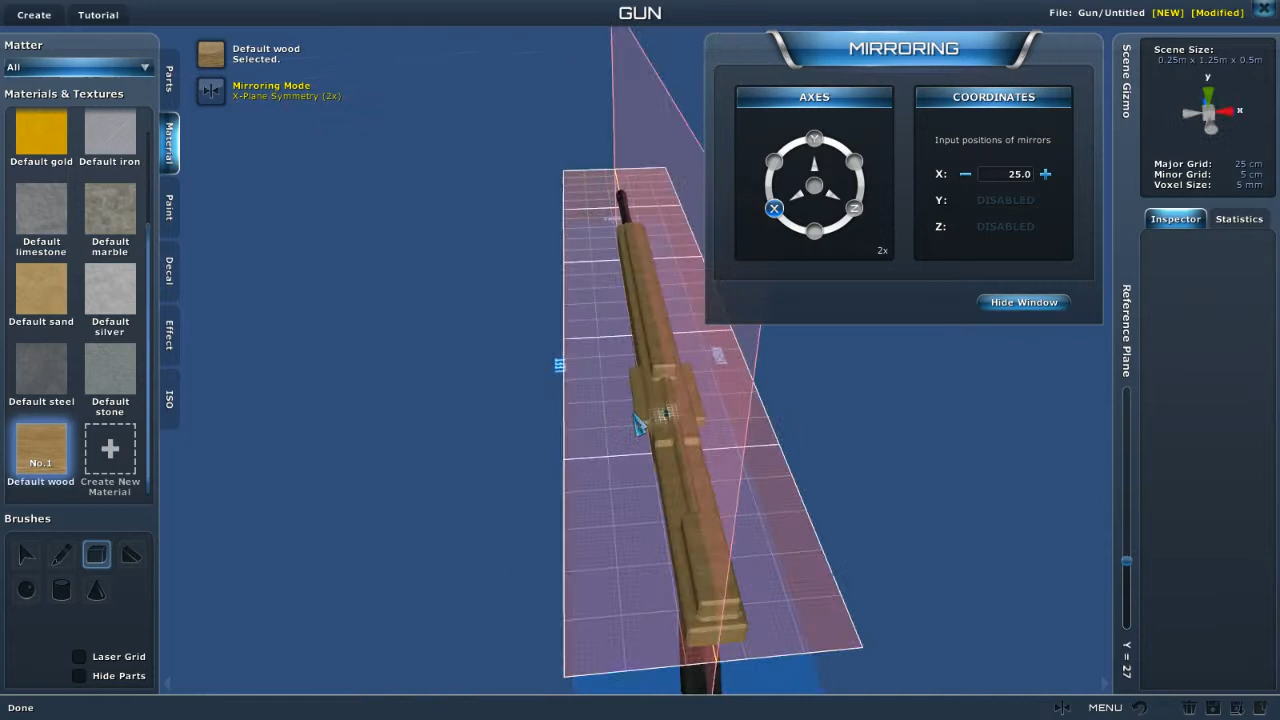 Create
Tutorial
GUN
File: Gun/Untitled [NEW] [Modified]
Matter
All
Materials & Textures
Default gold
Default iron
Default limestone
Default marble
Default sand
Default silver
Default steel
Default stone
No.1
Default wood
Create New Material
Brushes
Laser Grid
Hide Parts
Done
Parts
Material
Paint
Decal
Effect
ISO
Default wood
Selected.
Mirroring Mode
X-Plane Symmetry (2x)
MIRRORING
AXES
Y
X
Z
2x
COORDINATES
Input positions of mirrors
X: 25.0
Y: DISABLED
Z: DISABLED
Hide Window
Scene Gizmo
Scene Size:
0.25m x 1.25m x 0.5m
y
x
Major Grid: 25 cm
Minor Grid: 5 cm
Voxel Size: 5 mm
Inspector
Statistics
Reference Plane
Y = 27
MENU